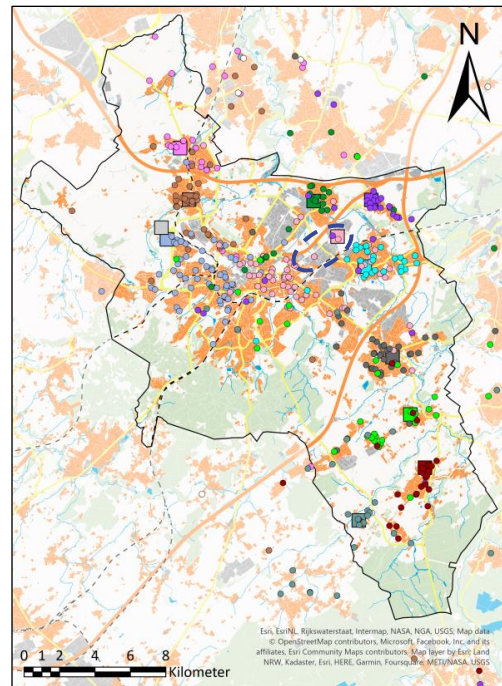 N
Esri, EsriNL, Rijkswaterstaat, Intermap, NASA, NGA, USGS; Map data
© OpenStreetMap contributors, Microsoft, Facebook, Inc. and its
affiliates, Esri Community Maps contributors, Map layer by Esri; Land
NRW, Kadaster, Esri, HERE, Garmin, Foursquare, METI/NASA, USGS
0 1 2 4 6 8
Kilometer